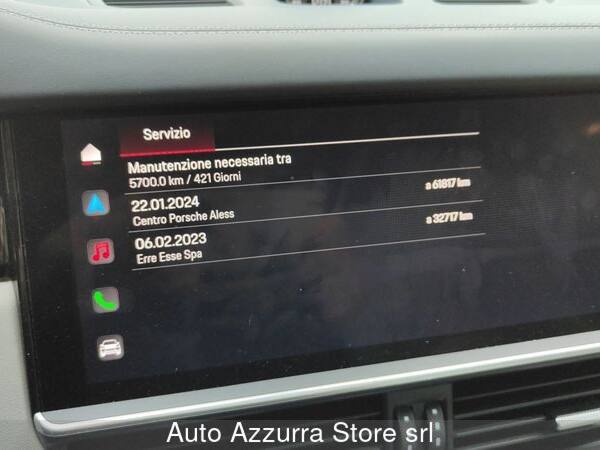 Servizio
Manutenzione necessaria tra
5700.0 km / 421 Giorni
22.01.2024
a 61817 km
Centro Porsche Aless
06.02.2023
a 32717 km
Erre Esse Spa
Auto Azzurra Store srl